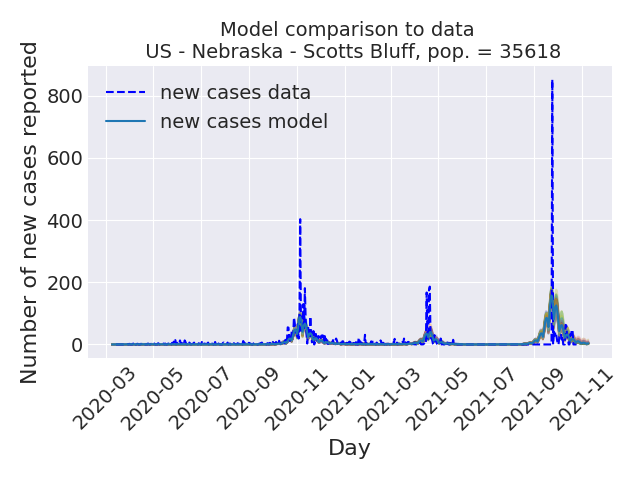 Model comparison to data
US - Nebraska - Scotts Bluff, pop. = 35618
Number of new cases reported
800
600
400
200
0
new cases data
new cases model
2020-03
2020-05
2020-07
2020-09
2020-11
2021-01
2021-03
2021-05
2021-07
2021-09
2021-11
Day